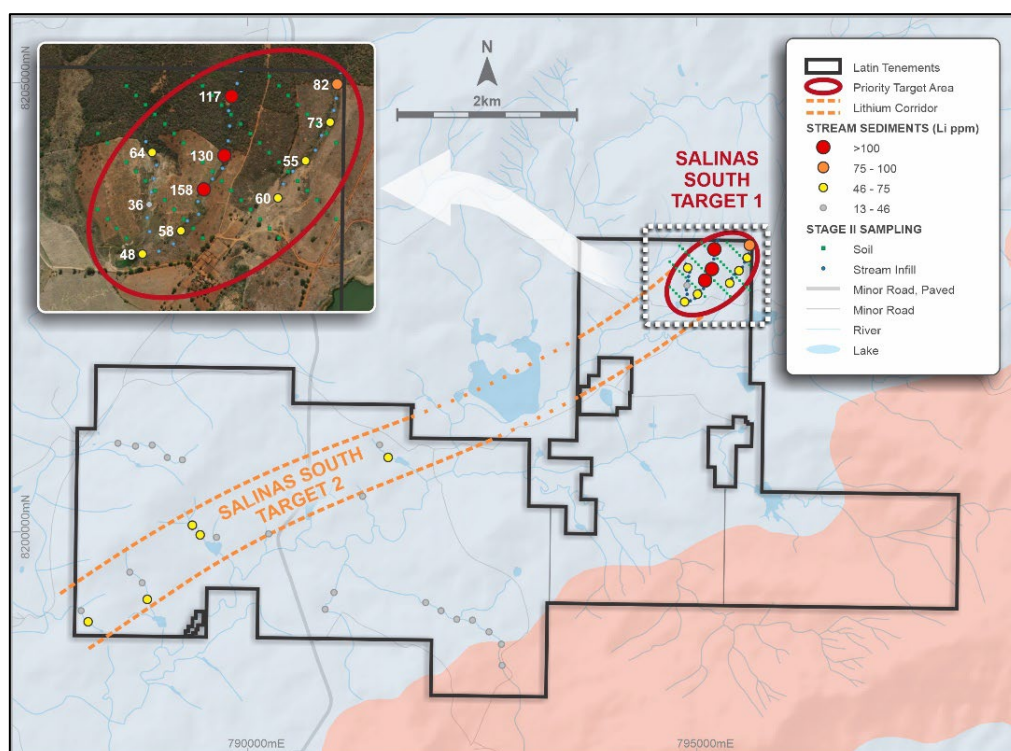 8205000mN
8200000mN
790000mE
795000mE
N
2km
117
82
73
64
130
55
158
36
60
58
48
SALINAS
SOUTH
TARGET 1
SALINAS SOUTH
TARGET 2
Latin Tenements
Priority Target Area
Lithium Corridor
STREAM SEDIMENTS (Li ppm)
>100
75 - 100
46 - 75
13 - 46
STAGE II SAMPLING
Soil
Stream Infill
Minor Road, Paved
Minor Road
River
Lake